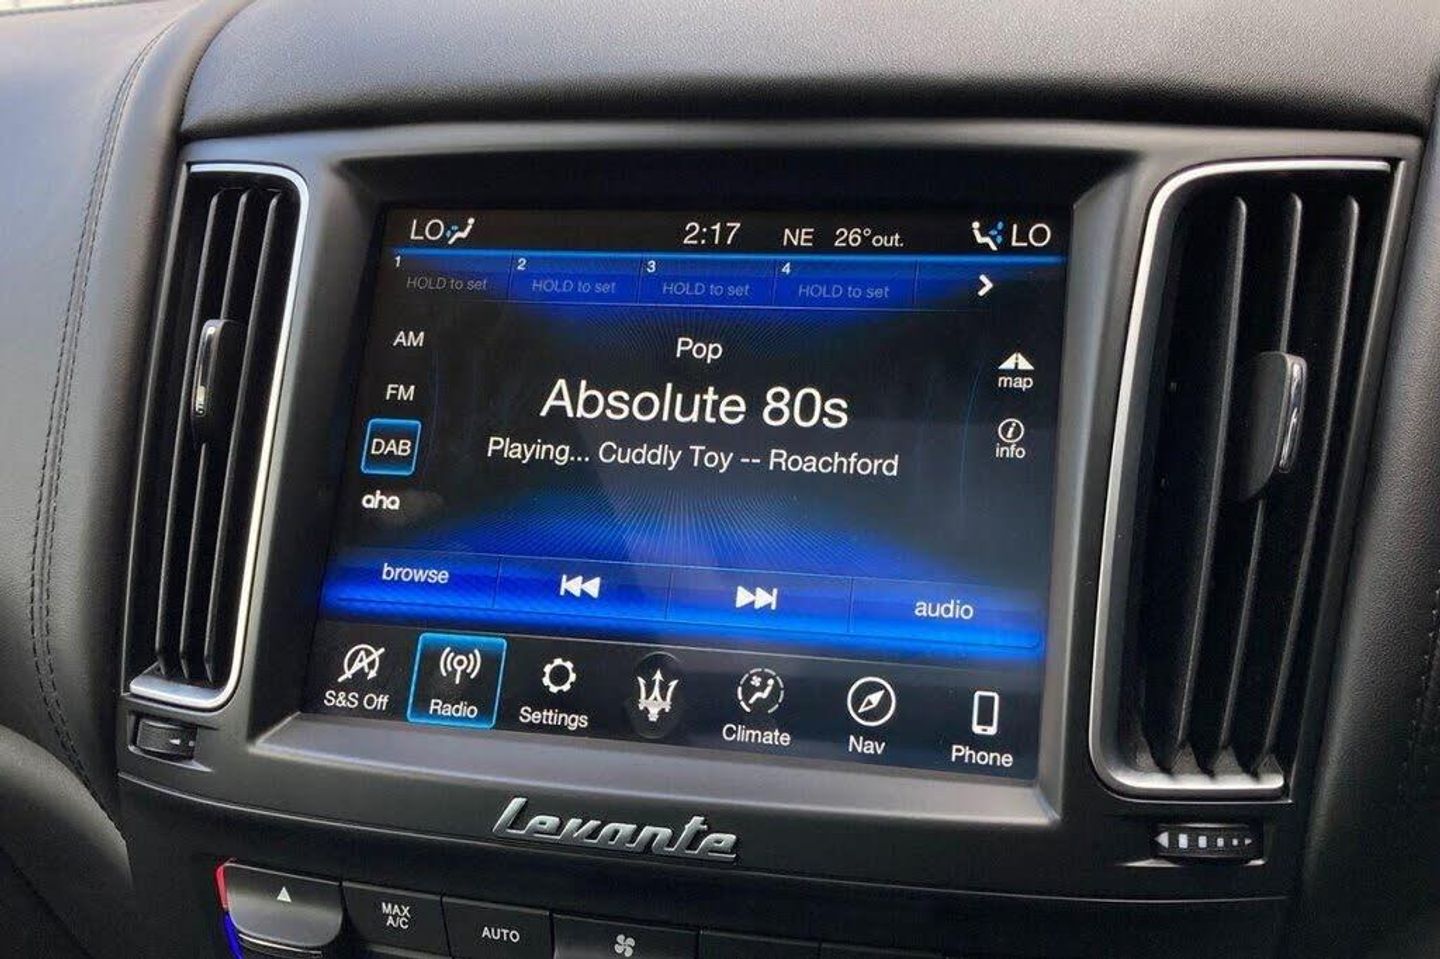 LO 2:17 NE 26°out. LO
1 2 3 4
HOLD to set HOLD to set HOLD to set HOLD to set
AM
FM
DAB
aha
Pop
Absolute 80s
Playing... Cuddly Toy -- Roachford
map
info
browse audio
S&S Off Radio Settings Climate Nav Phone
Levante
MAX
A/C
AUTO